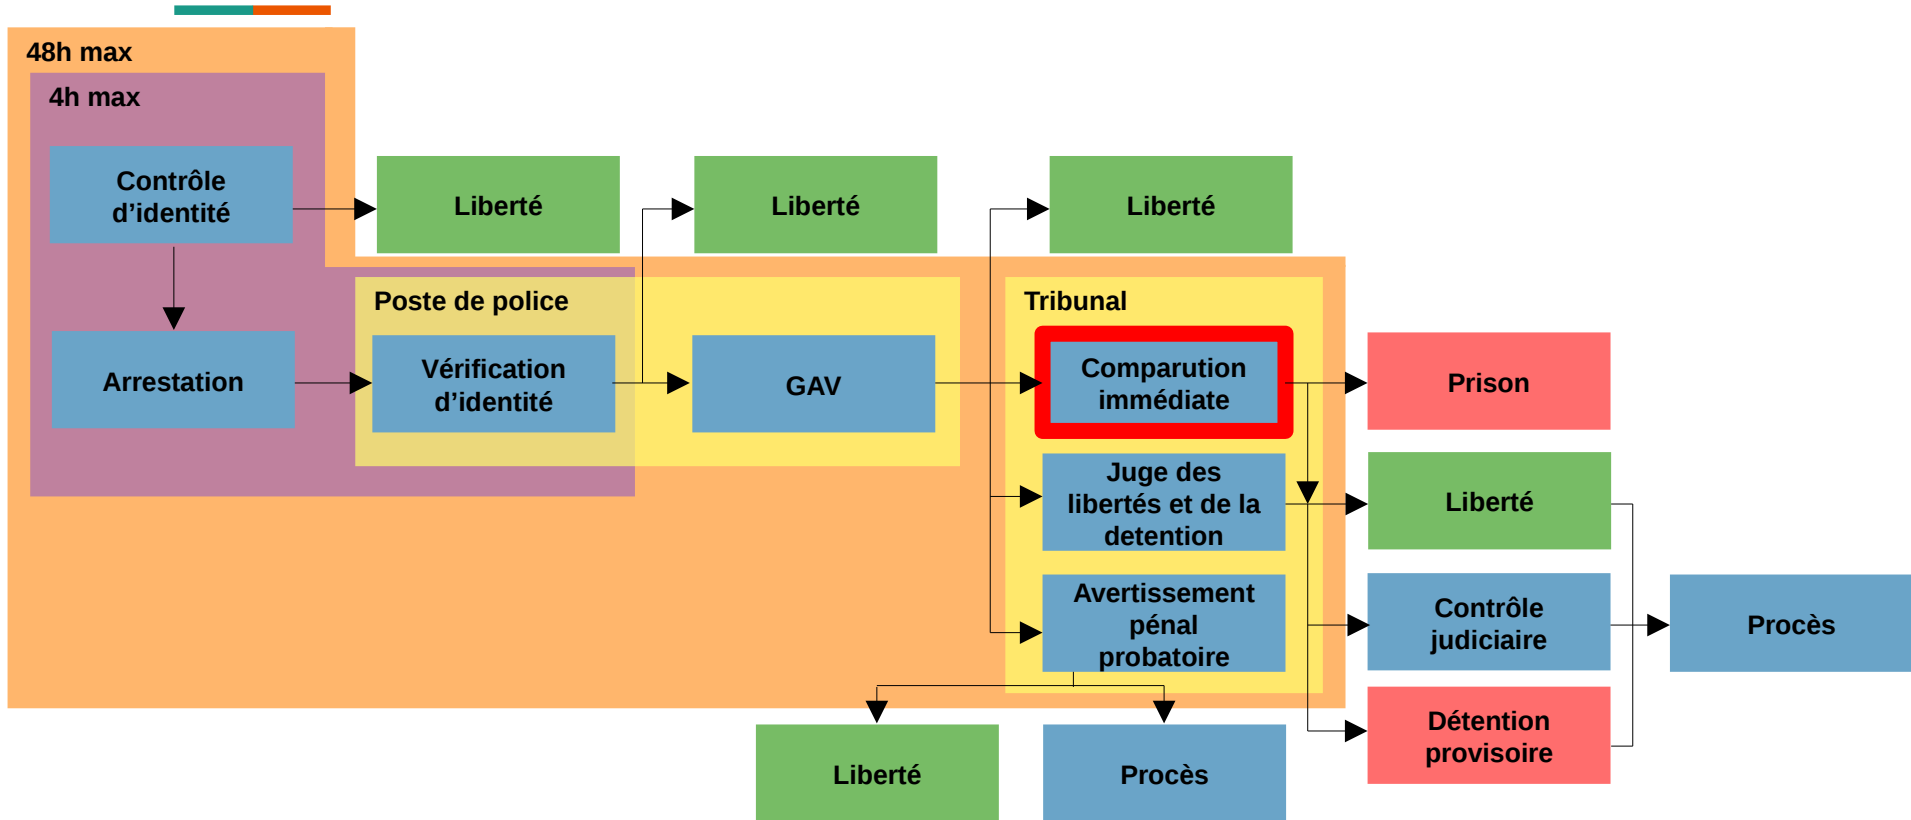 48h max
4h max
Contrôle
d’identité
Liberté
Liberté
Liberté
Poste de police
Tribunal
Arrestation
Vérification
d’identité
GAV
Comparution
immédiate
Prison
Juge des
libertés et de la
detention
Liberté
Avertissement
pénal
probatoire
Contrôle
judiciaire
Procès
Détention
provisoire
Liberté
Procès